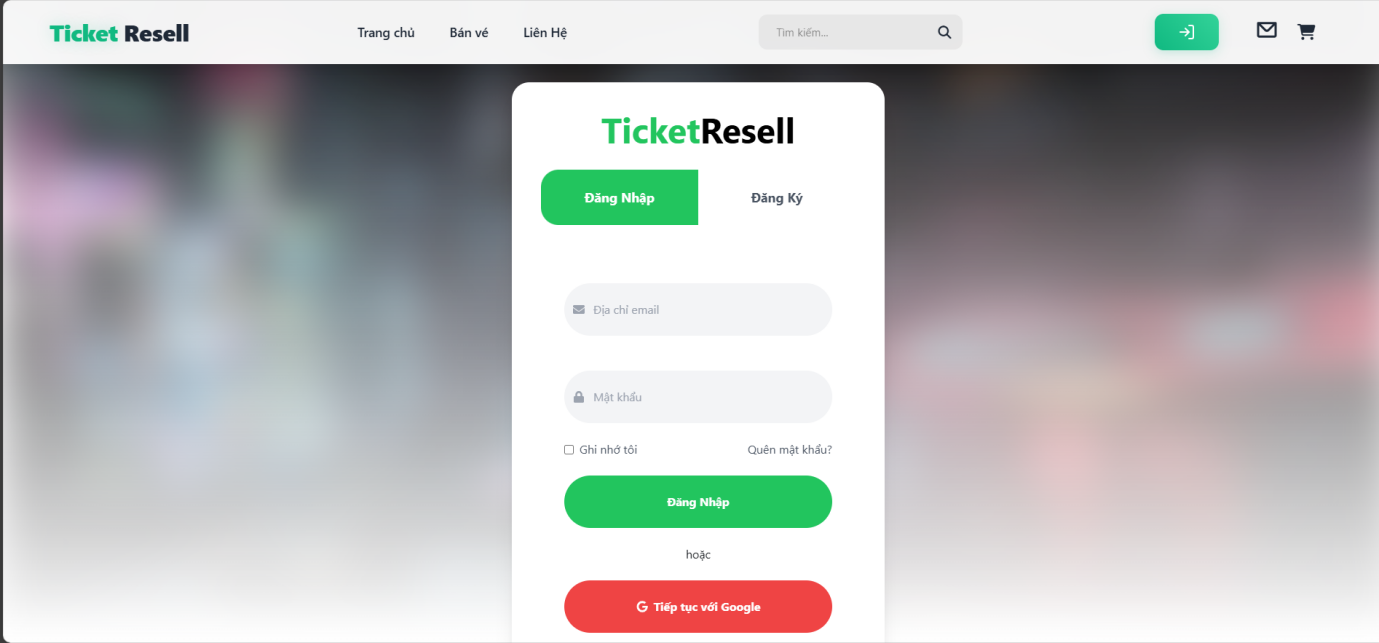 Ticket Resell Trang chủ Bán vé Liên Hệ Tìm kiếm...
TicketResell
Đăng Nhập Đăng Ký
Địa chỉ email
Mật khẩu
Ghi nhớ tôi Quên mật khẩu?
Đăng Nhập
hoặc
Tiếp tục với Google